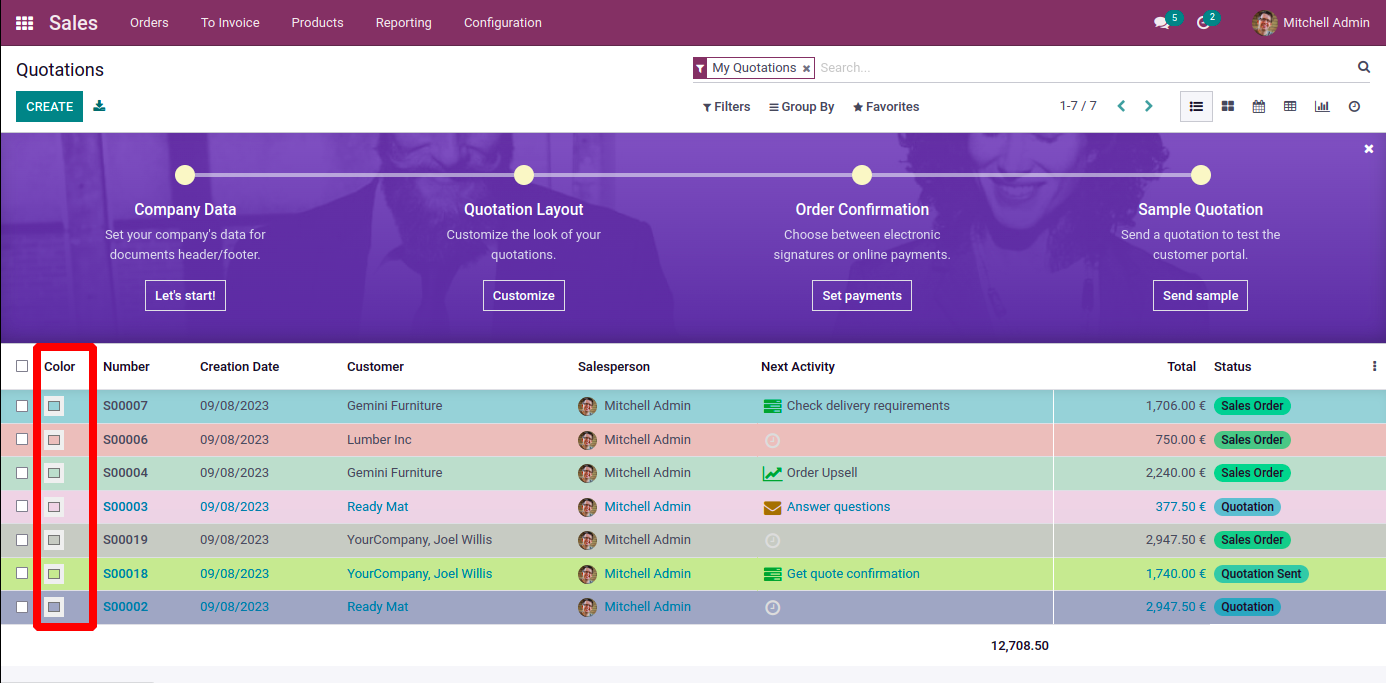 Sales Orders To Invoice Products Reporting Configuration 5 2 Mitchell Admin
Quotations
My Quotations Search...
CREATE
Filters Group By Favorites 1-7 / 7
Company Data
Set your company's data for
documents header/footer.
Let's start!
Quotation Layout
Customize the look of your
quotations.
Customize
Order Confirmation
Choose between electronic
signatures or online payments.
Set payments
Sample Quotation
Send a quotation to test the
customer portal.
Send sample
Color Number Creation Date Customer Salesperson Next Activity Total Status
S00007 09/08/2023 Gemini Furniture Mitchell Admin Check delivery requirements 1,706.00 € Sales Order
S00006 09/08/2023 Lumber Inc Mitchell Admin 750.00 € Sales Order
S00004 09/08/2023 Gemini Furniture Mitchell Admin Order Upsell 2,240.00 € Sales Order
S00003 09/08/2023 Ready Mat Mitchell Admin Answer questions 377.50 € Quotation
S00019 09/08/2023 YourCompany, Joel Willis Mitchell Admin 2,947.50 € Sales Order
S00018 09/08/2023 YourCompany, Joel Willis Mitchell Admin Get quote confirmation 1,740.00 € Quotation Sent
S00002 09/08/2023 Ready Mat Mitchell Admin 2,947.50 € Quotation
12,708.50